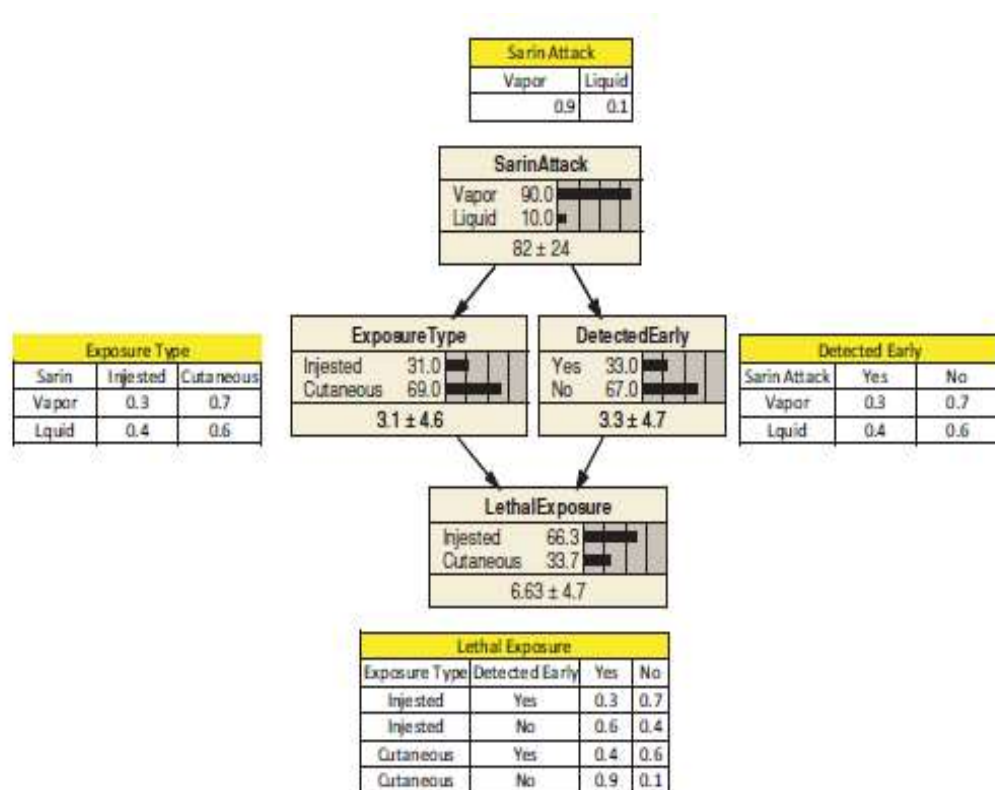 Sarin Attack
Vapor Liquid
0.9 0.1
SarinAttack
Vapor 90.0
Liquid 10.0
82 ± 24
ExposureType
Injested 31.0
Cutaneous 69.0
3.1 ± 4.6
DetectedEarly
Yes 33.0
No 67.0
3.3 ± 4.7
Exposure Type
Sarin Injested Cutaneous
Vapor 0.3 0.7
Lquid 0.4 0.6
Detected Early
Sarin Attack Yes No
Vapor 0.3 0.7
Lquid 0.4 0.6
LethalExposure
Injested 66.3
Cutaneous 33.7
6.63 ± 4.7
Lethal Exposure
Exposure Type Detected Early Yes No
Injested Yes 0.3 0.7
Injested No 0.6 0.4
Cutaneous Yes 0.4 0.6
Cutaneous No 0.9 0.1